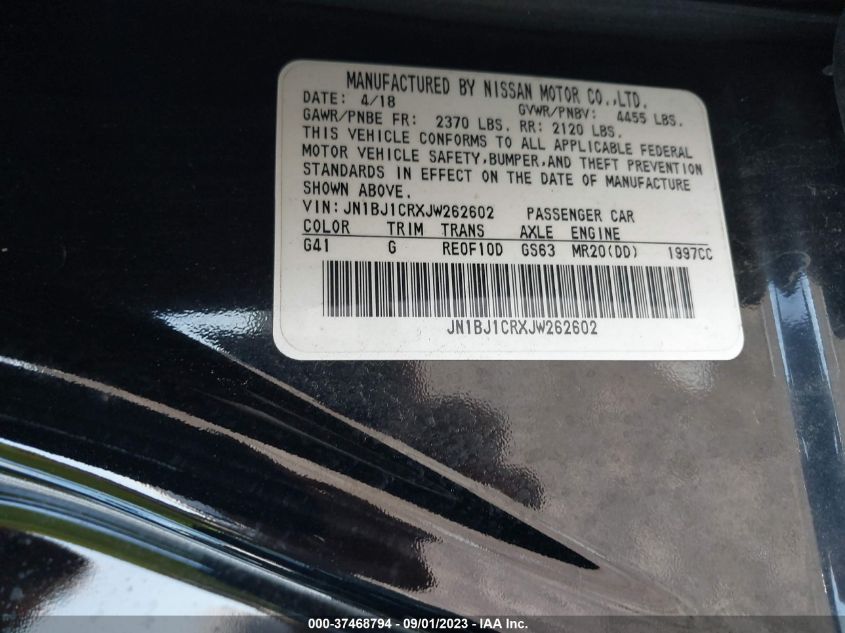 MANUFACTURED BY NISSAN MOTOR CO.,LTD.
DATE: 4/18 GVWR/PNBV: 4455 LBS.
GAWR/PNBE FR: 2370 LBS. RR: 2120 LBS.
THIS VEHICLE CONFORMS TO ALL APPLICABLE FEDERAL
MOTOR VEHICLE SAFETY,BUMPER,AND THEFT PREVENTION
STANDARDS IN EFFECT ON THE DATE OF MANUFACTURE
SHOWN ABOVE.
VIN:JN1BJ1CRXJW262602 PASSENGER CAR
COLOR TRIM TRANS AXLE ENGINE
G41 G RE0F10D GS63 MR20(DD) 1997CC
JN1BJ1CRXJW262602
000-37468794 - 09/01/2023 - IAA Inc.